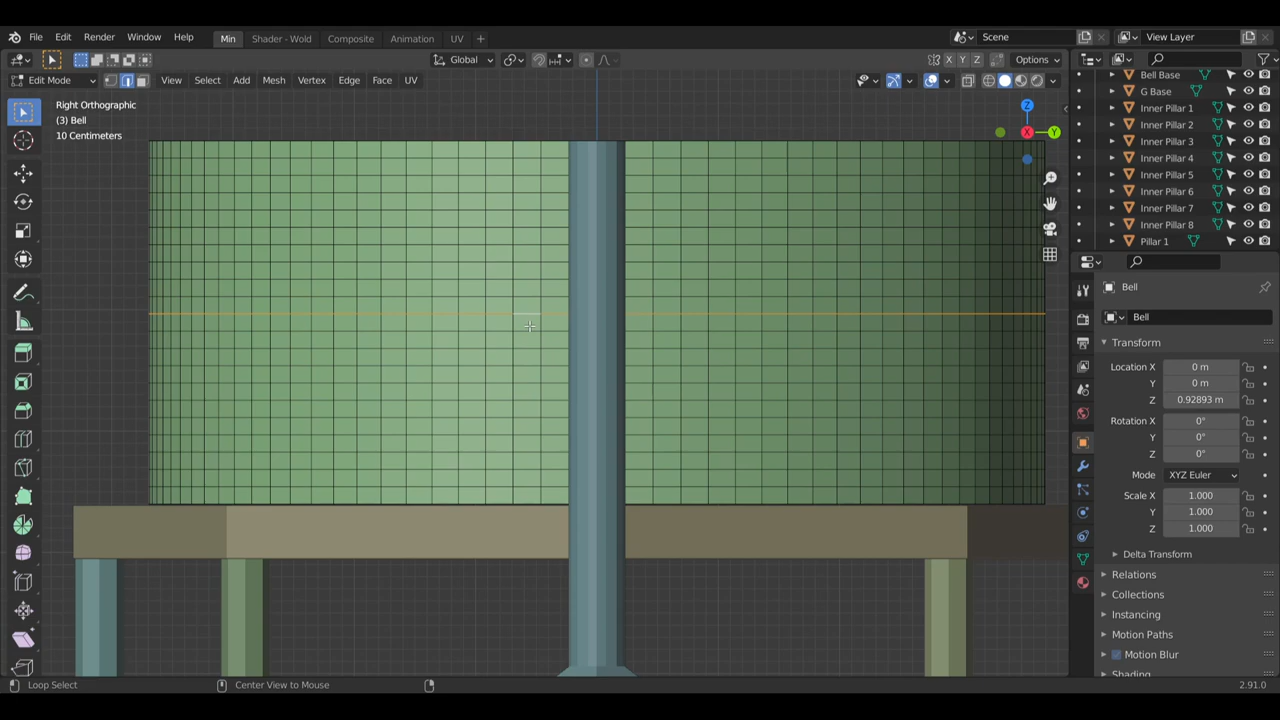 File Edit Render Window Help Min Shader - Wold Composite Animation UV Scene View Layer
Global X Y Z Options
Edit Mode View Select Add Mesh Vertex Edge Face UV
Right Orthographic
(3) Bell
10 Centimeters
Z
Y
X
Bell Base
G Base
Inner Pillar 1
Inner Pillar 2
Inner Pillar 3
Inner Pillar 4
Inner Pillar 5
Inner Pillar 6
Inner Pillar 7
Inner Pillar 8
Pillar 1
Bell
Bell
Transform
Location X 0 m
Y 0 m
Z 0.92893 m
Rotation X 0°
Y 0°
Z 0°
Mode XYZ Euler
Scale X 1.000
Y 1.000
Z 1.000
Delta Transform
Relations
Collections
Instancing
Motion Paths
Motion Blur
Shading
Loop Select Center View to Mouse 2.91.0